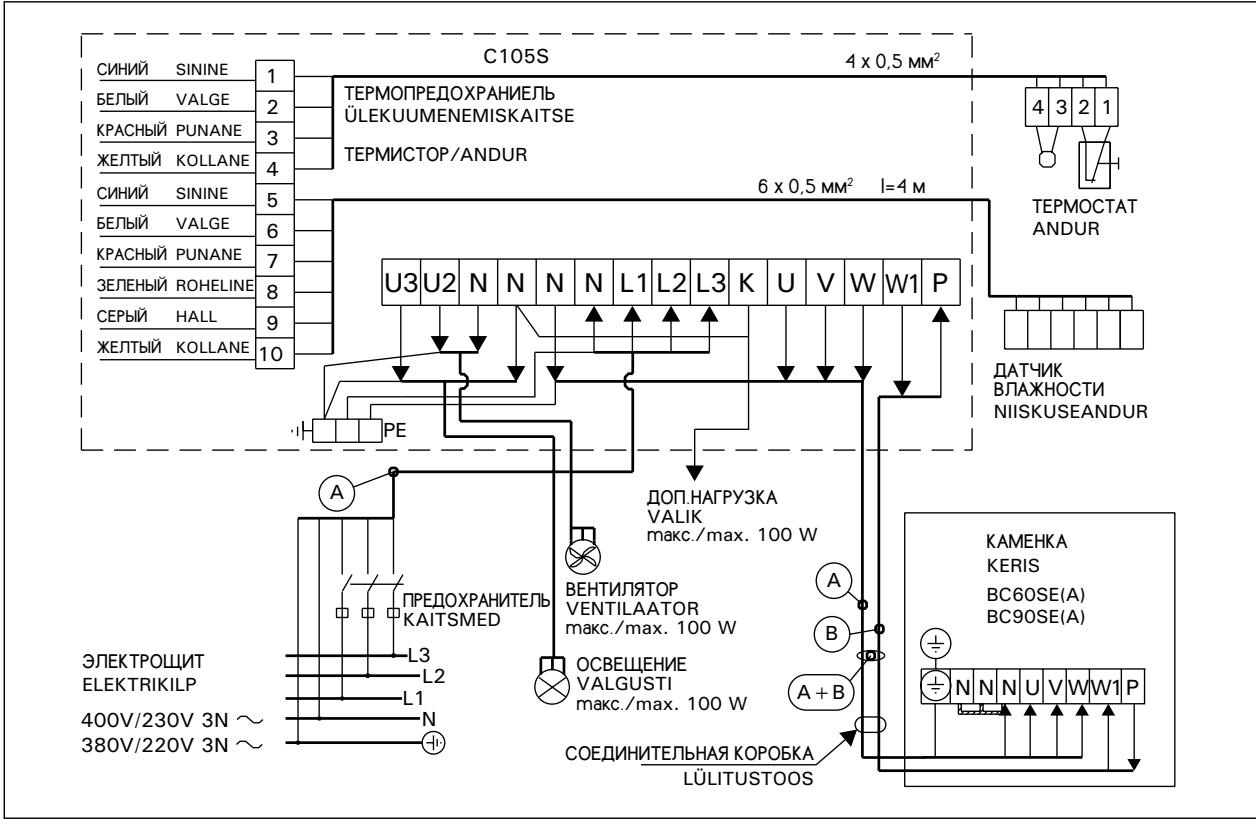 C105S
4 x 0,5 мм²
СИНИЙ SININE 1
БЕЛЫЙ VALGE 2
КРАСНЫЙ PUNANE 3
ЖЕЛТЫЙ KOLLANE 4
СИНИЙ SININE 5
БЕЛЫЙ VALGE 6
КРАСНЫЙ PUNANE 7
ЗЕЛЕНЫЙ ROHELINE 8
СЕРЫЙ HALL 9
ЖЕЛТЫЙ KOLLANE 10
ТЕРМОПРЕДОХРАНИЕЛЬ
ÜLEKUUMENEMISKAITSE
ТЕРМИСТОР/ANDUR
4 3 2 1
ТЕРМОСТАТ
ANDUR
6 x 0,5 мм² l=4 м
U3 U2 N N N N L1 L2 L3 K U V W W1 P
ДАТЧИК
ВЛАЖНОСТИ
NIISKUSEANDUR
PE
A
ДОП.НАГРУЗКА
VALIK
макс./max. 100 W
ВЕНТИЛЯТОР
VENTILAATOR
макс./max. 100 W
ПРЕДОХРАНИТЕЛЬ
KAITSMED
ОСВЕЩЕНИЕ
VALGUSTI
макс./max. 100 W
ЭЛЕКТРОЩИТ
ELEKTRIKILP
L3
L2
L1
N
400V/230V 3N ~
380V/220V 3N ~
A
B
A + B
СОЕДИНИТЕЛЬНАЯ КОРОБКА
LÜLITUSTOOS
КАМЕНКА
KERIS
BC60SE(A)
BC90SE(A)
N N N U V W W1 P